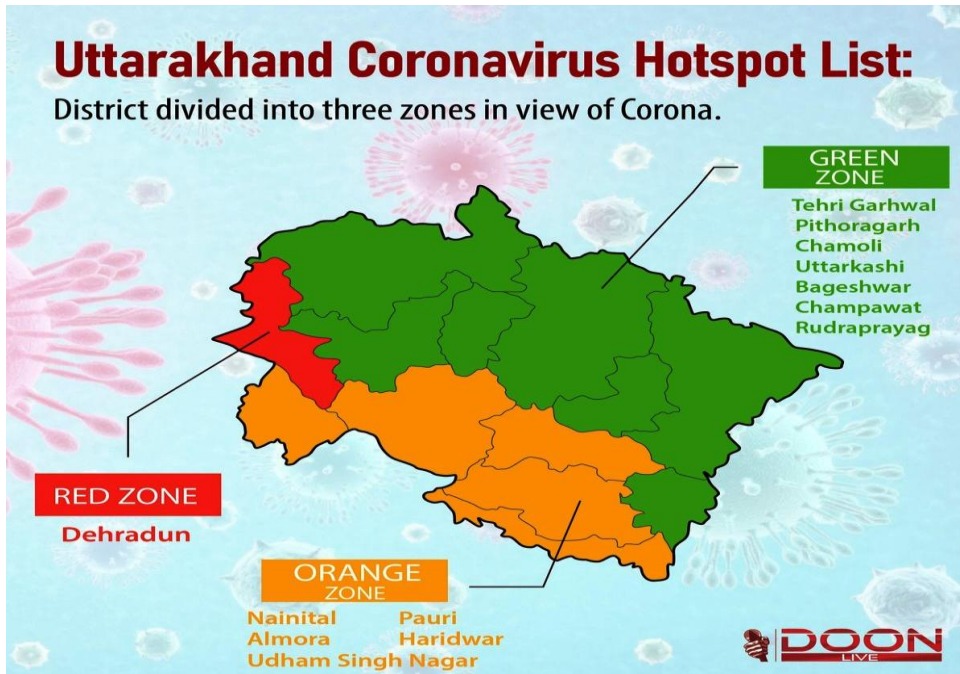 Uttarakhand Coronavirus Hotspot List:
District divided into three zones in view of Corona.
GREEN
ZONE
Tehri Garhwal
Pithoragarh
Chamoli
Uttarkashi
Bageshwar
Champawat
Rudraprayag
RED ZONE
Dehradun
ORANGE
ZONE
Nainital Pauri
Almora Haridwar
Udham Singh Nagar
DOON
LIVE